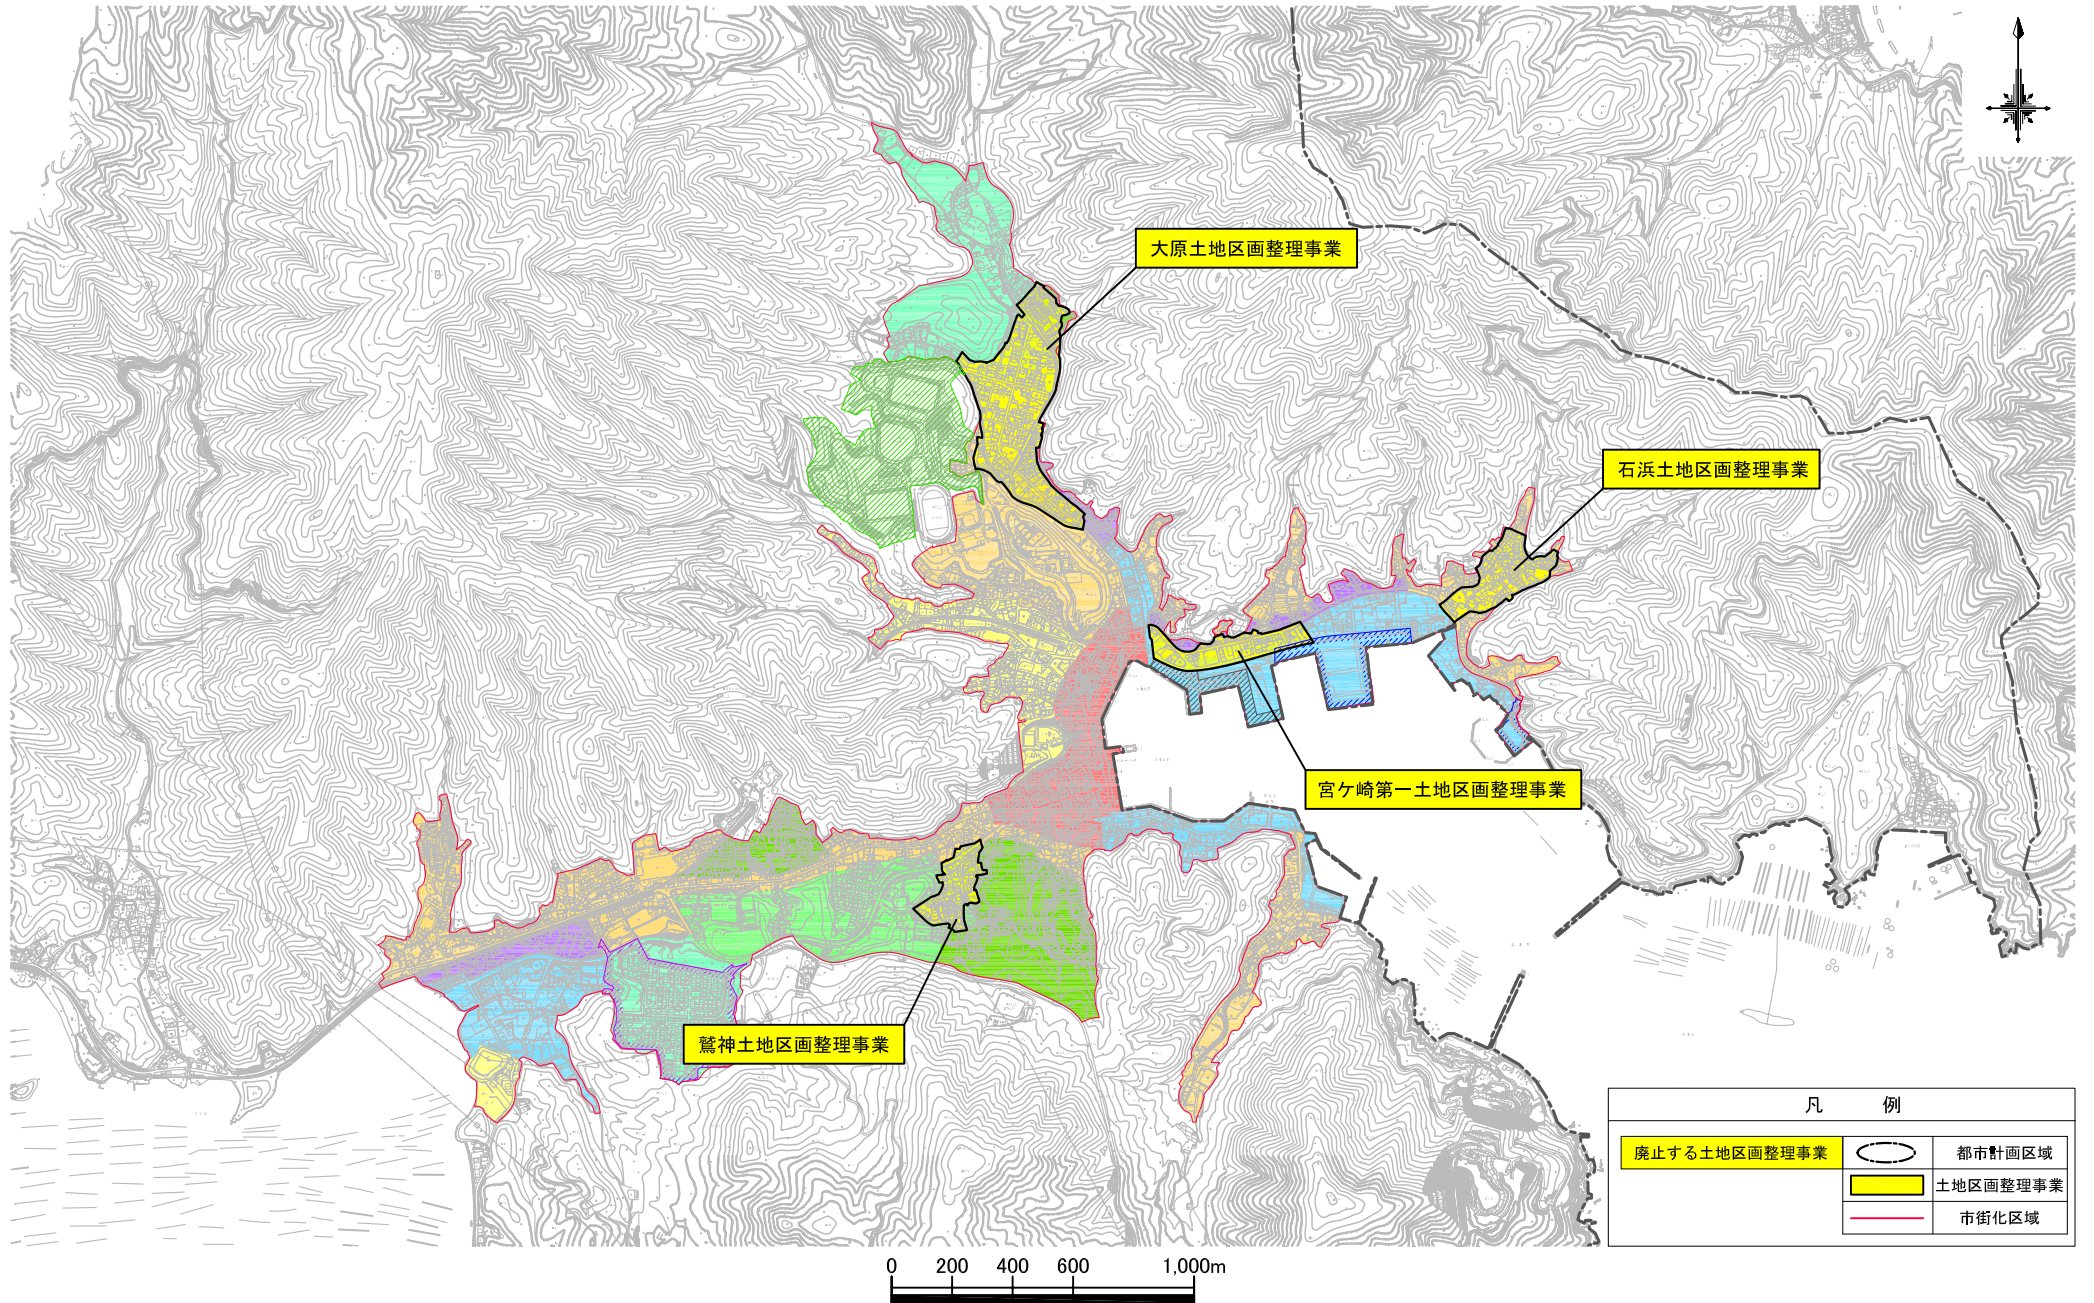 大原土地区画整理事業
石浜土地区画整理事業
宮ケ崎第一土地区画整理事業
鷲神土地区画整理事業
凡 例
廃止する土地区画整理事業
都市計画区域
土地区画整理事業
市街化区域
0 200 400 600 1,000m